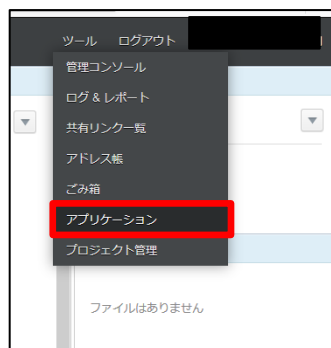 ツール ログアウト
管理コンソール
ログ & レポート
共有リンク一覧
アドレス帳
ごみ箱
アプリケーション
プロジェクト管理
ファイルはありません